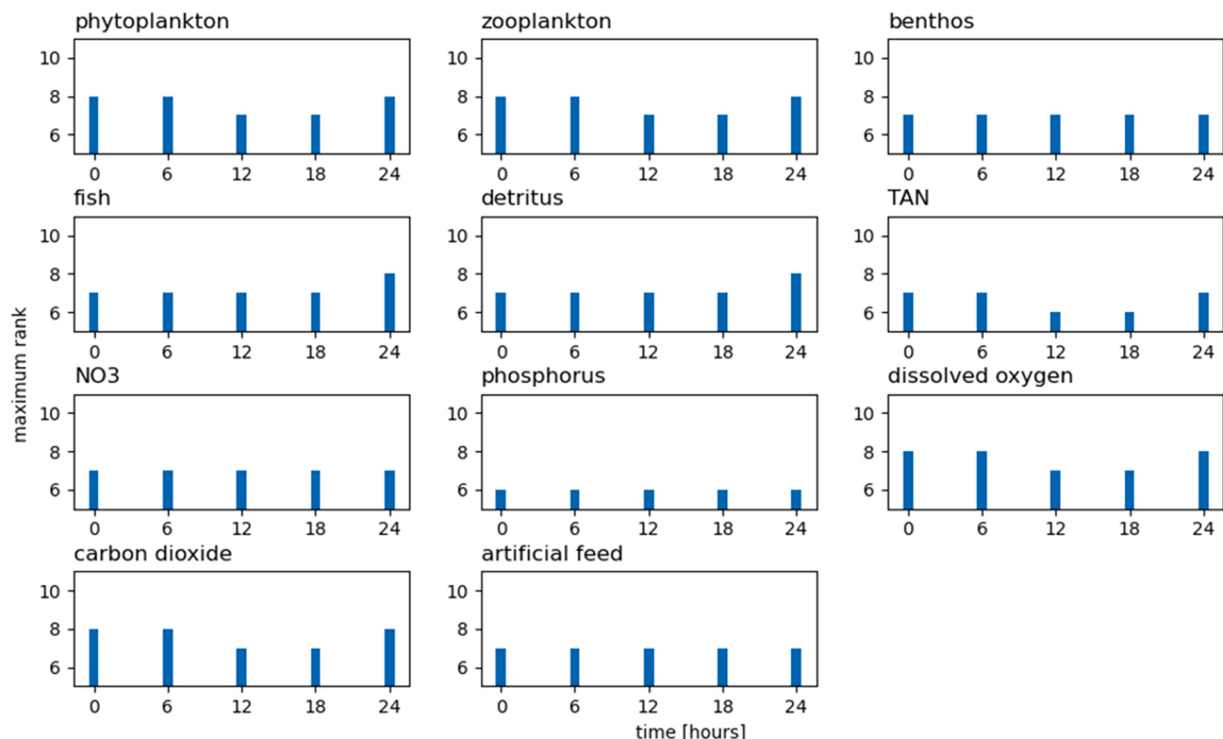 phytoplankton
10
8
6
0 6 12 18 24
zooplankton
10
8
6
0 6 12 18 24
benthos
10
8
6
0 6 12 18 24
fish
10
8
6
0 6 12 18 24
detritus
10
8
6
0 6 12 18 24
TAN
10
8
6
0 6 12 18 24
maximum rank
NO3
10
8
6
0 6 12 18 24
phosphorus
10
8
6
0 6 12 18 24
dissolved oxygen
10
8
6
0 6 12 18 24
carbon dioxide
10
8
6
0 6 12 18 24
artificial feed
10
8
6
0 6 12 18 24
time [hours]